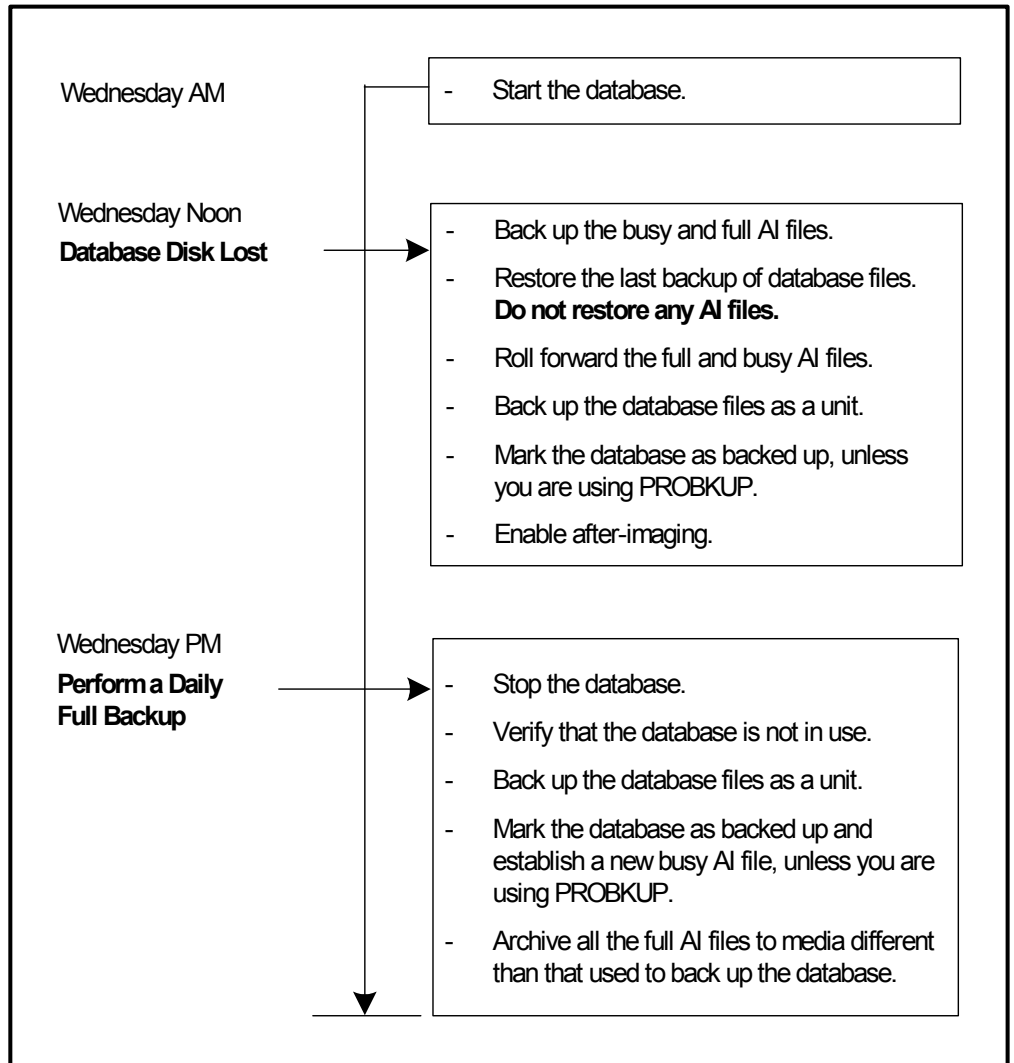 Wednesday AM
- Start the database.
Wednesday Noon
Database Disk Lost
- Back up the busy and full AI files.
- Restore the last backup of database files.
Do not restore any AI files.
- Roll forward the full and busy AI files.
- Back up the database files as a unit.
- Mark the database as backed up, unless
you are using PROBKUP.
- Enable after-imaging.
Wednesday PM
Perform a Daily
Full Backup
- Stop the database.
- Verify that the database is not in use.
- Back up the database files as a unit.
- Mark the database as backed up and
establish a new busy AI file, unless you are
using PROBKUP.
- Archive all the full AI files to media different
than that used to back up the database.